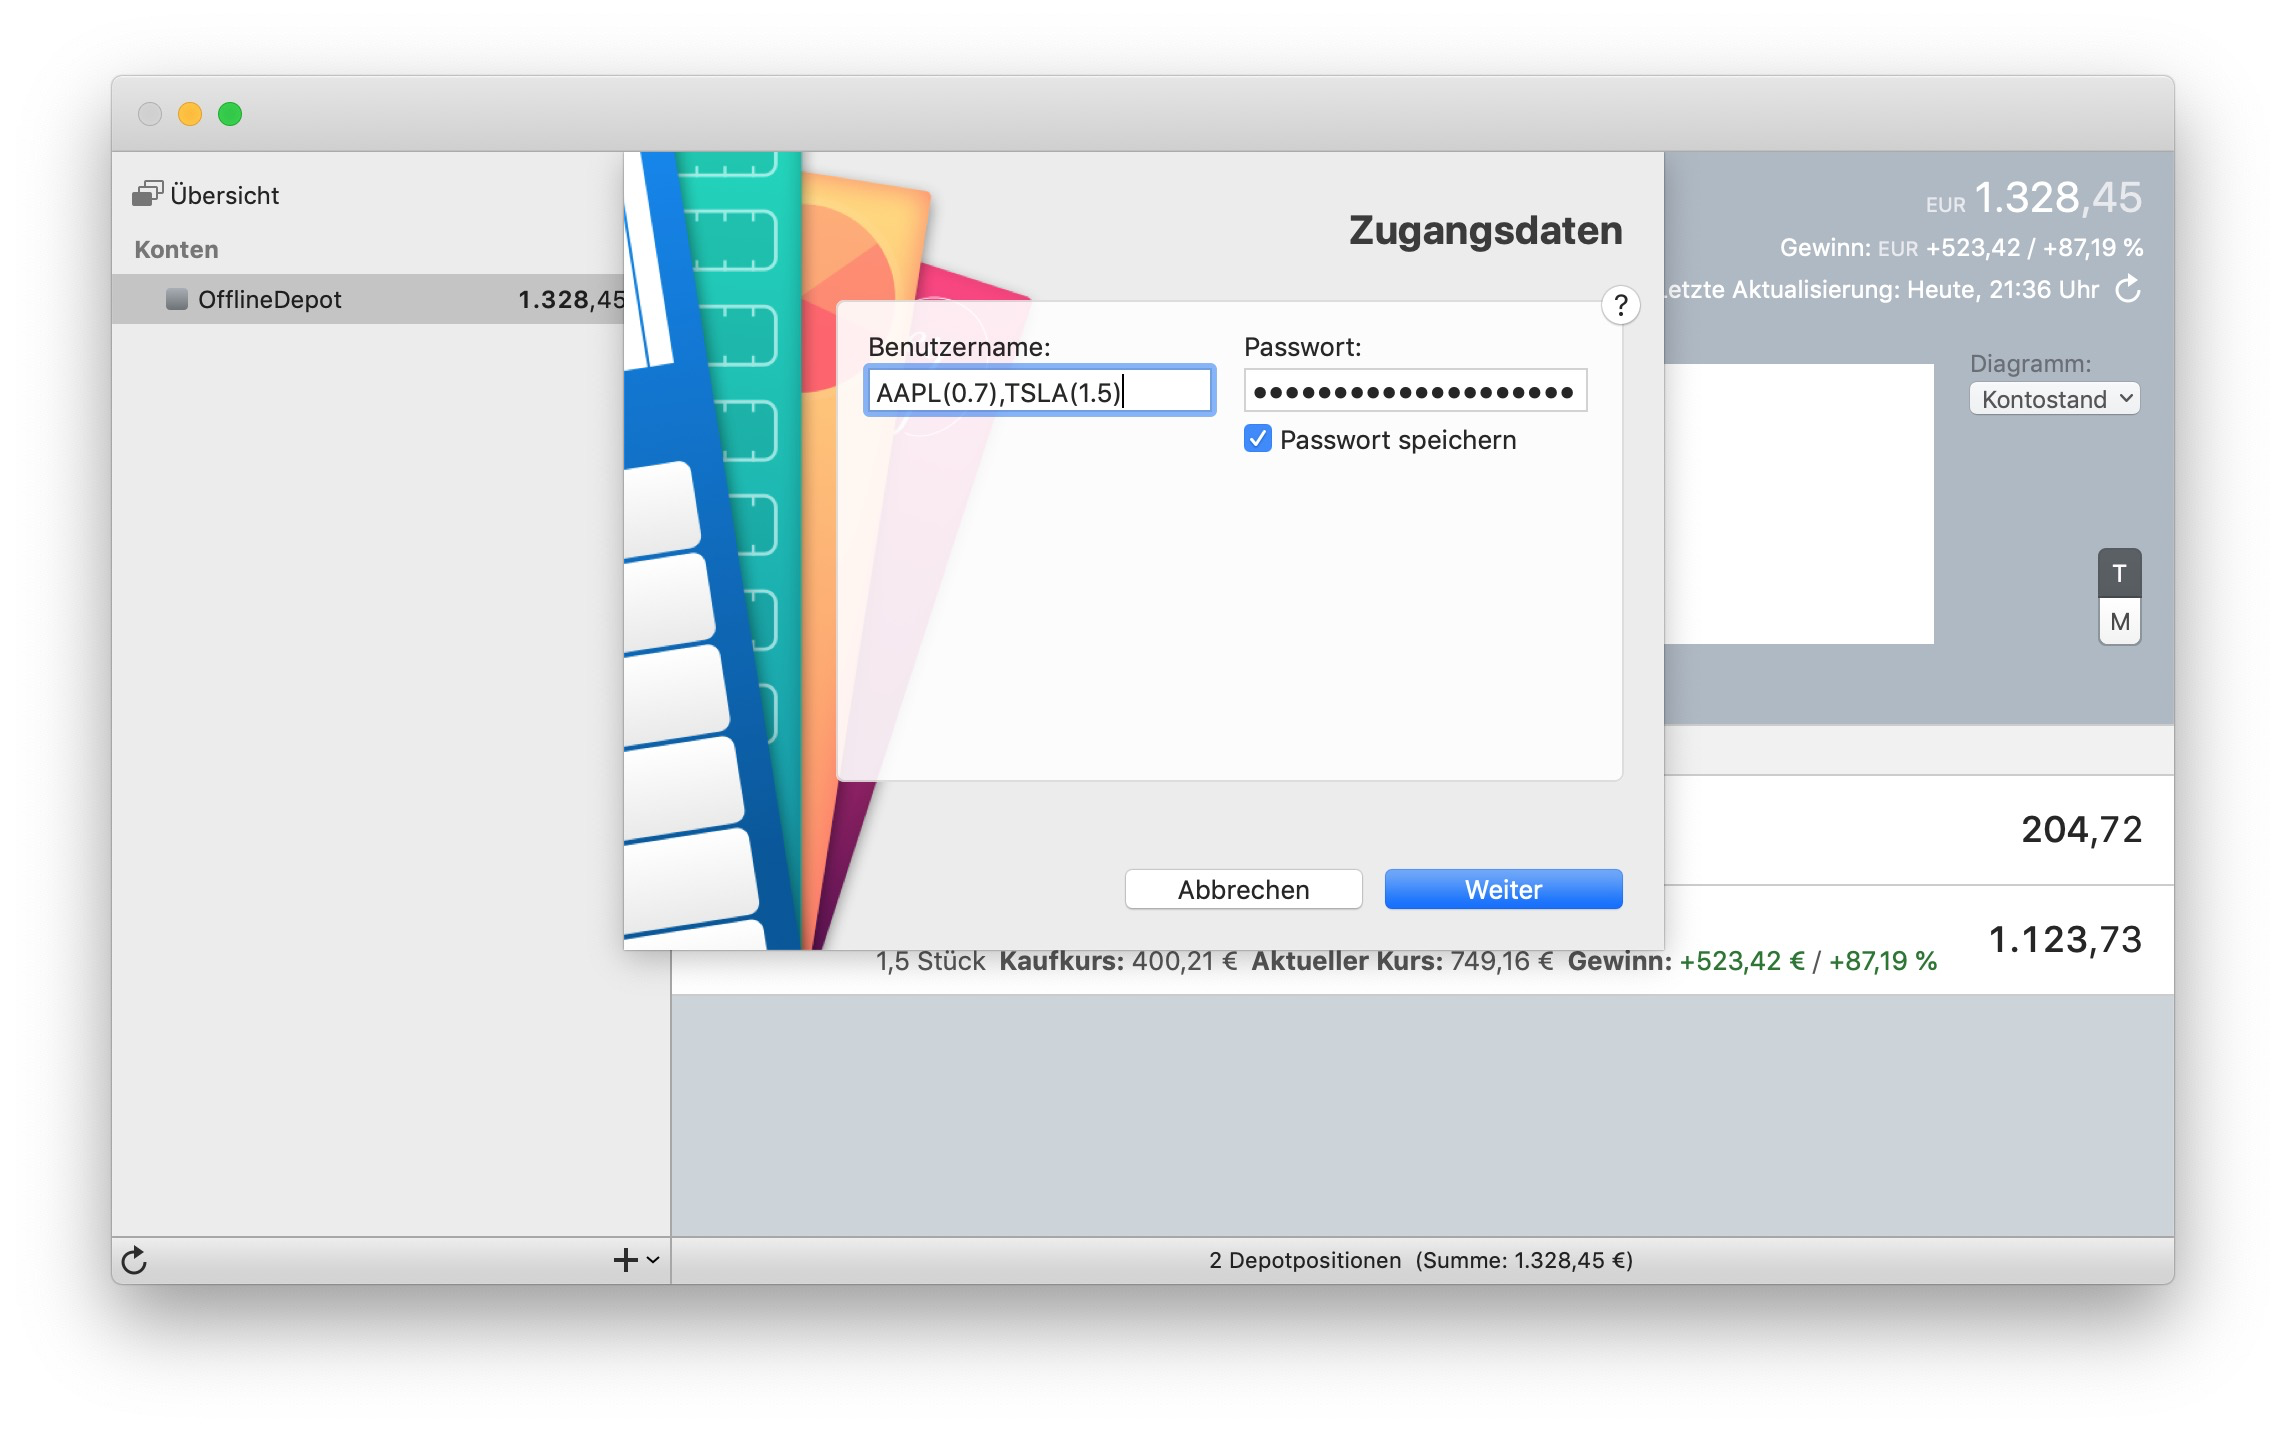 Übersicht
Konten
OfflineDepot 1.328,45
Zugangsdaten
?
Benutzername:
AAPL(0.7),TSLA(1.5)
Passwort:
●●●●●●●●●●●●●●●●●●●●
Passwort speichern
Abbrechen
Weiter
EUR 1.328,45
Gewinn: EUR +523,42 / +87,19 %
Letzte Aktualisierung: Heute, 21:36 Uhr
Diagramm:
Kontostand
T
M
204,72
1.123,73
1,5 Stück Kaufkurs: 400,21 € Aktueller Kurs: 749,16 € Gewinn: +523,42 € / +87,19 %
2 Depotpositionen (Summe: 1.328,45 €)